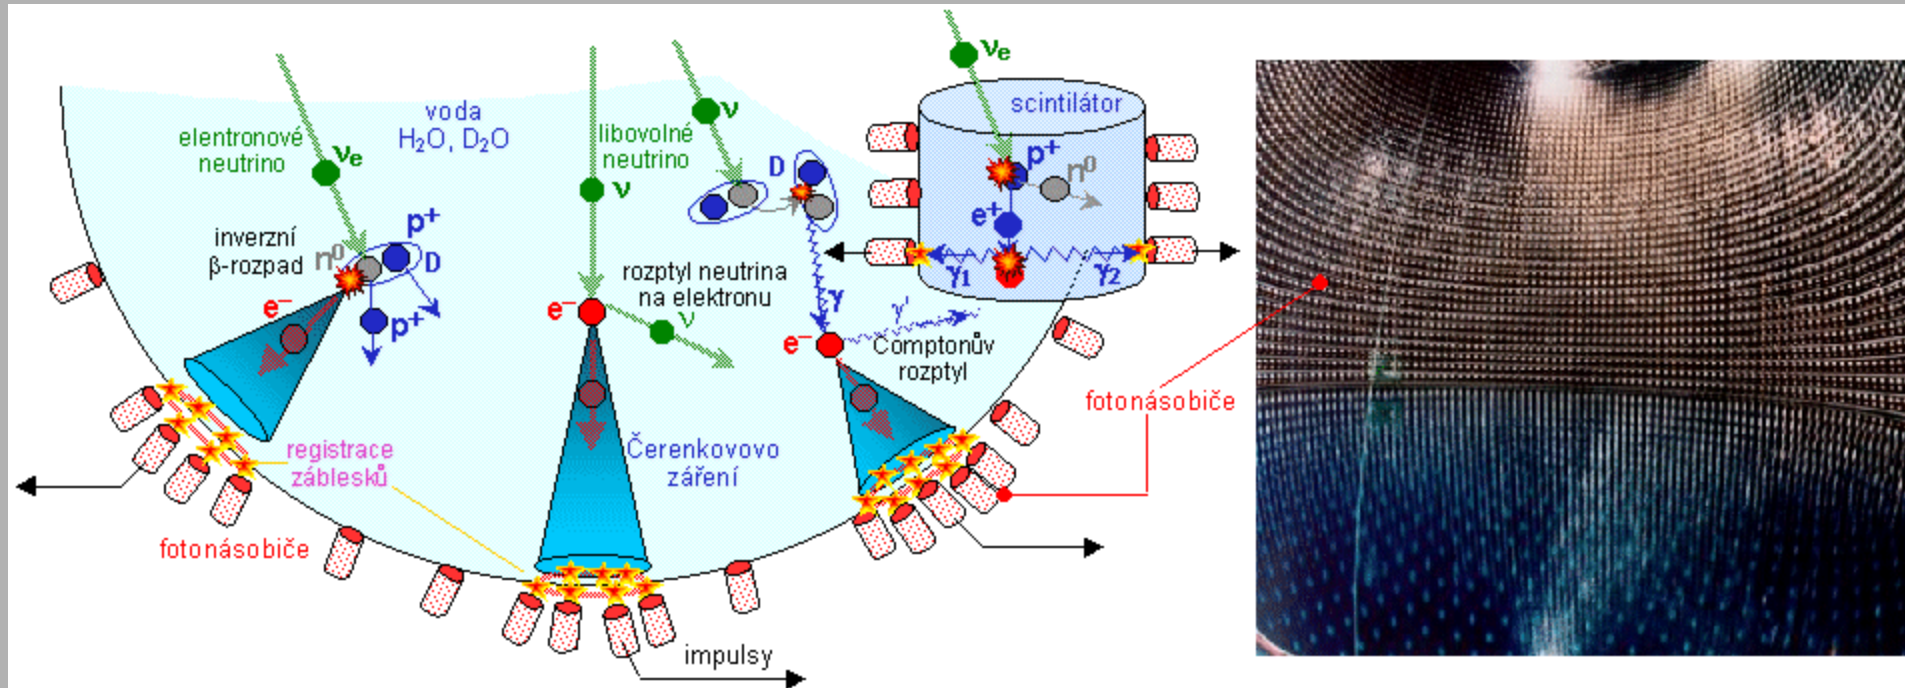 elentronové
neutrino
νe
voda
H2O, D2O
libovolné
neutrino
ν
ν
D
νe
scintilátor
p+
n0
e+
γ1
γ2
inverzní
β-rozpad
n0
p+
D
e−
p+
rozptyl neutrina
na elektronu
e−
ν
γ
γ'
e−
Comptonův
rozptyl
fotonásobiče
registrace
záblesků
Čerenkovovo
záření
fotonásobiče
impulsy